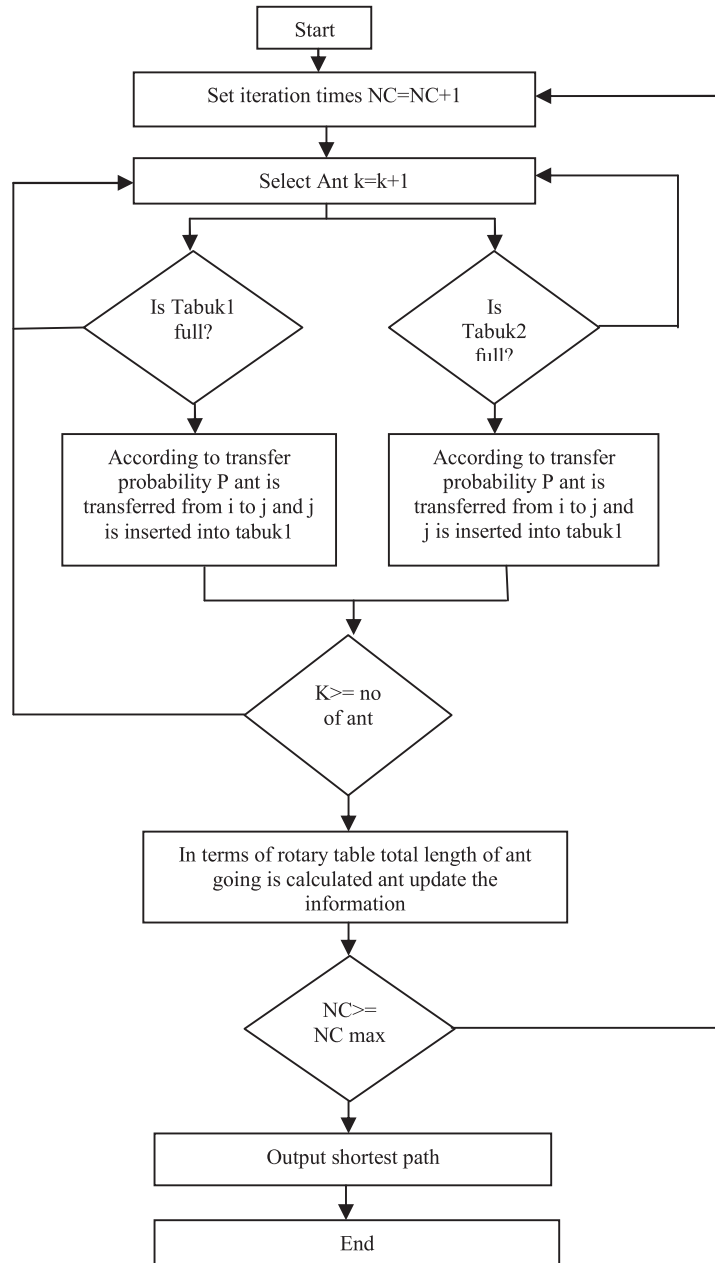 Start
Set iteration times NC=NC+1
Select Ant k=k+1
Is Tabuk1
full?
Is
Tabuk2
full?
According to transfer
probability P ant is
transferred from i to j and j
is inserted into tabuk1
According to transfer
probability P ant is
transferred from i to j and
j is inserted into tabuk1
K>= no
of ant
In terms of rotary table total length of ant
going is calculated ant update the
information
NC>=
NC max
Output shortest path
End